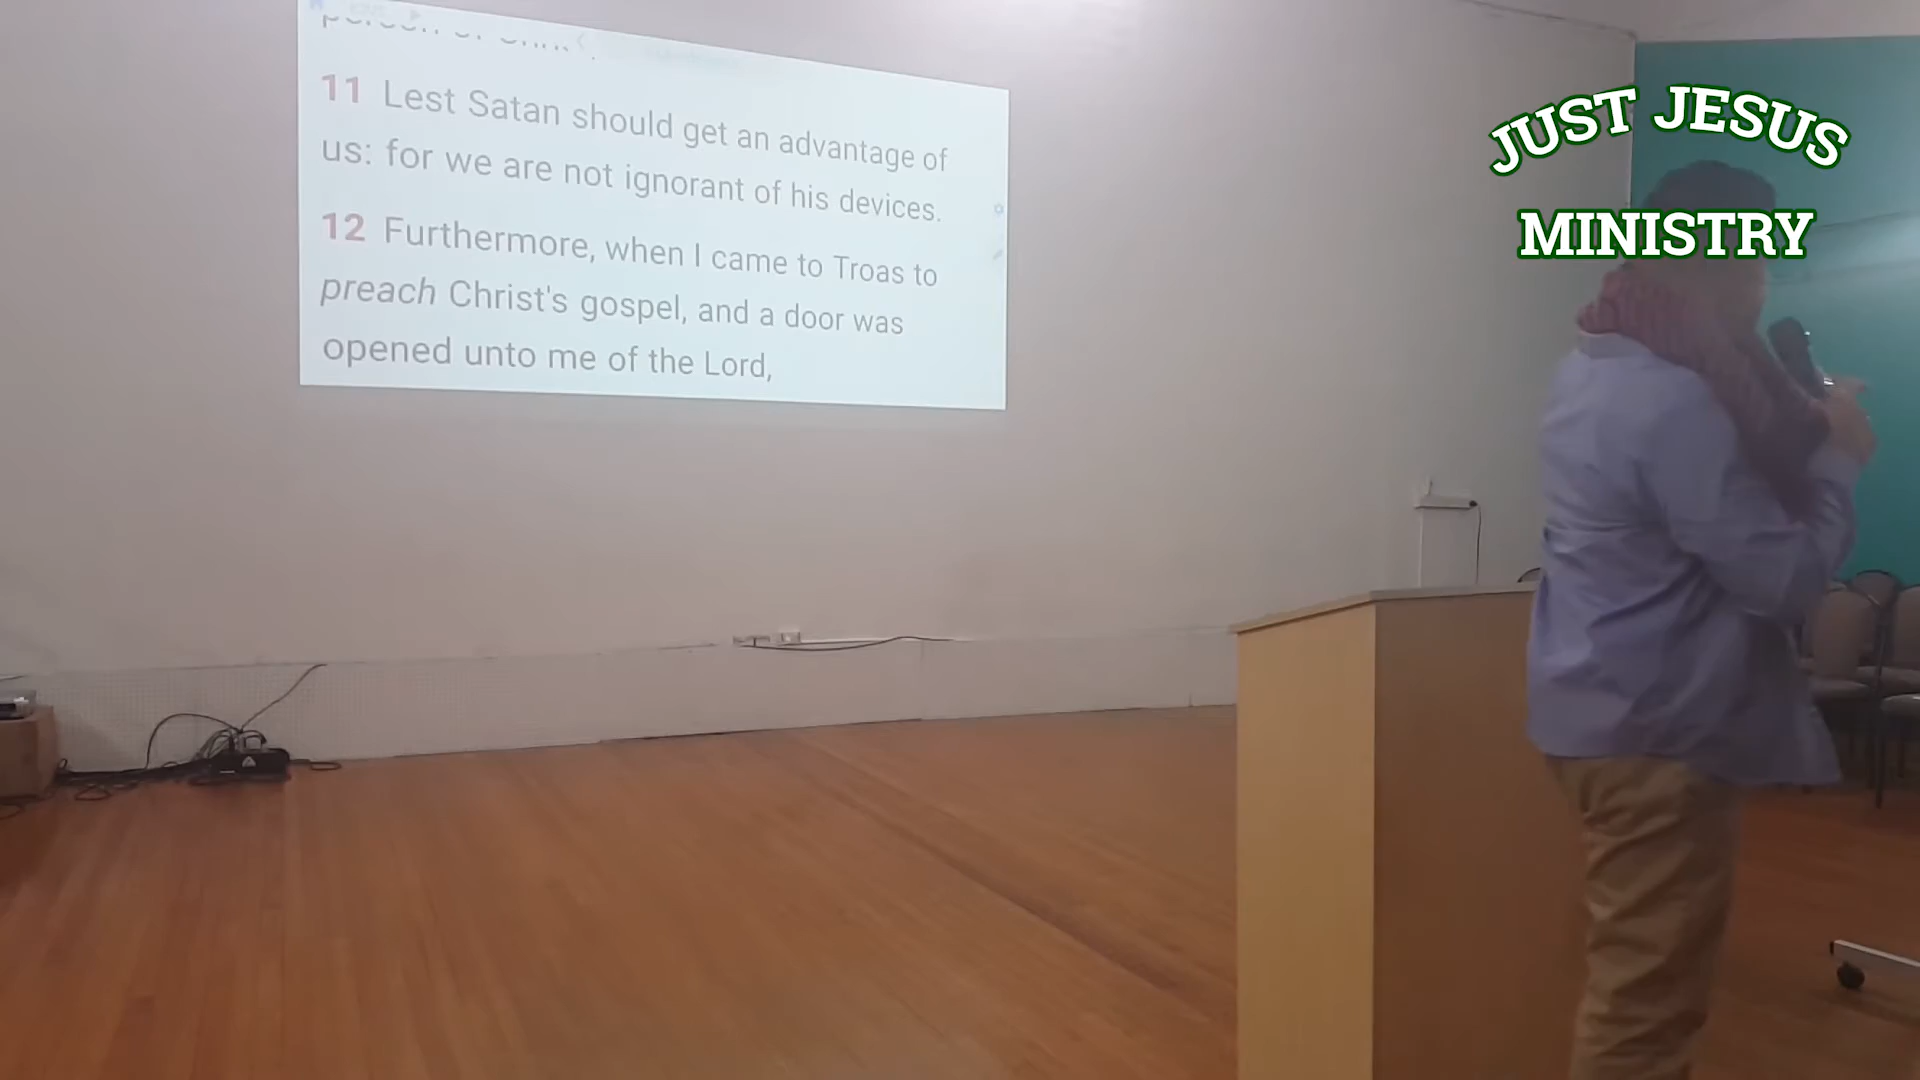 11 Lest Satan should get an advantage of
us: for we are not ignorant of his devices.
12 Furthermore, when I came to Troas to
preach Christ's gospel, and a door was
opened unto me of the Lord,
JUST JESUS
MINISTRY